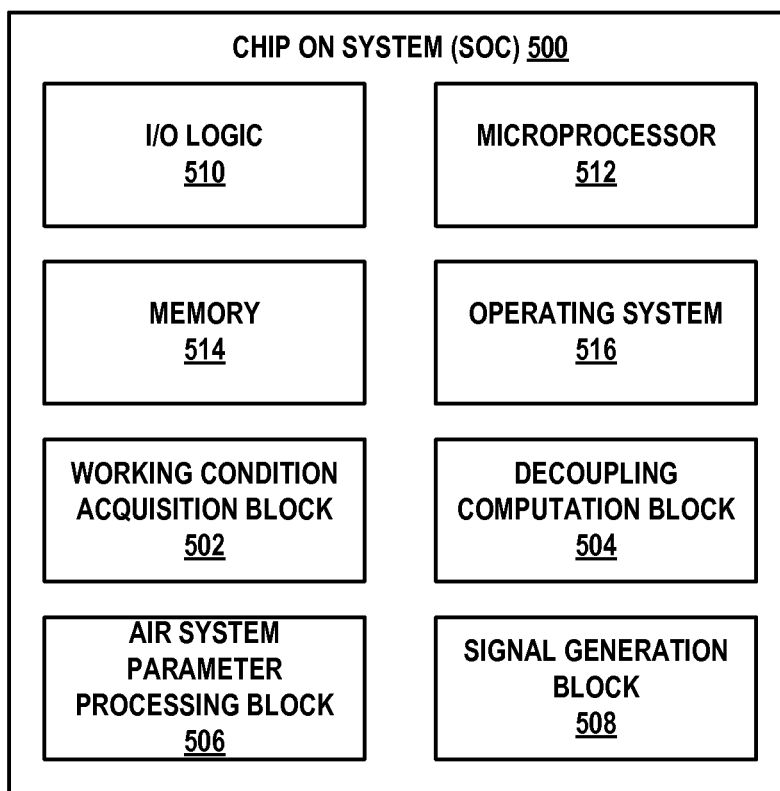 CHIP ON SYSTEM (SOC) 500
I/O LOGIC
510
MICROPROCESSOR
512
MEMORY
514
OPERATING SYSTEM
516
WORKING CONDITION
ACQUISITION BLOCK
502
DECOUPLING
COMPUTATION BLOCK
504
AIR SYSTEM
PARAMETER
PROCESSING BLOCK
506
SIGNAL GENERATION
BLOCK
508